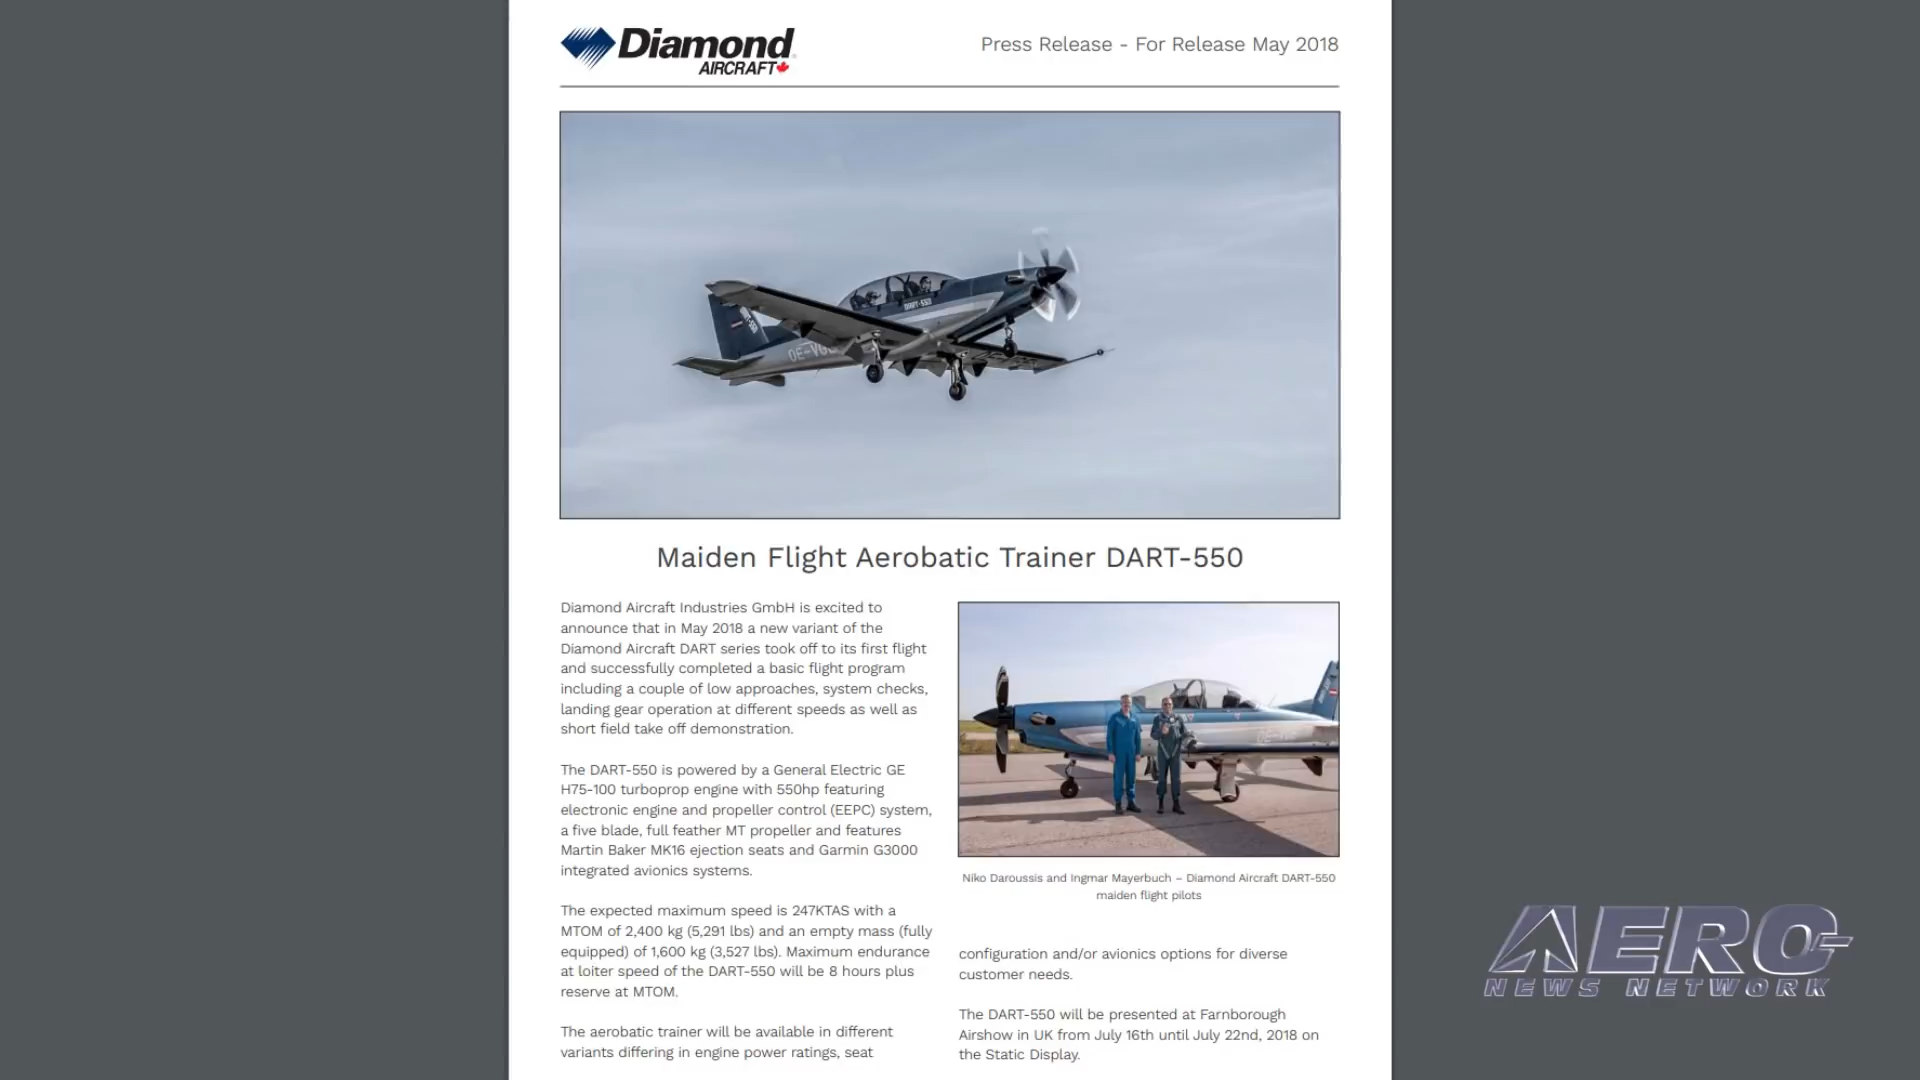 Diamond
AIRCRAFT
Press Release - For Release May 2018
DART-550
DART-550
Maiden Flight Aerobatic Trainer DART-550
Diamond Aircraft Industries GmbH is excited to
announce that in May 2018 a new variant of the
Diamond Aircraft DART series took off to its first flight
and successfully completed a basic flight program
including a couple of low approaches, system checks,
landing gear operation at different speeds as well as
short field take off demonstration.
The DART-550 is powered by a General Electric GE
H75-100 turboprop engine with 550hp featuring
electronic engine and propeller control (EEPC) system,
a five blade, full feather MT propeller and features
Martin Baker MK16 ejection seats and Garmin G3000
integrated avionics systems.
The expected maximum speed is 247KTAS with a
MTOM of 2,400 kg (5,291 lbs) and an empty mass (fully
equipped) of 1,600 kg (3,527 lbs). Maximum endurance
at loiter speed of the DART-550 will be 8 hours plus
reserve at MTOM.
The aerobatic trainer will be available in different
variants differing in engine power ratings, seat
Niko Daroussis and Ingmar Mayerbuch – Diamond Aircraft DART-550
maiden flight pilots
configuration and/or avionics options for diverse
customer needs.
The DART-550 will be presented at Farnborough
Airshow in UK from July 16th until July 22nd, 2018 on
the Static Display.
AERO-
NEWS NETWORK